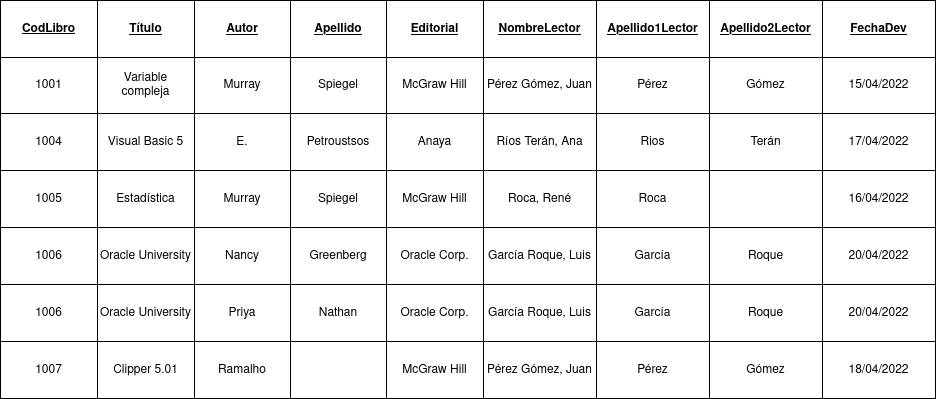 CodLibro Título Autor Apellido Editorial NombreLector Apellido1Lector Apellido2Lector FechaDev
1001 Variable compleja Murray Spiegel McGraw Hill Pérez Gómez, Juan Pérez Gómez 15/04/2022
1004 Visual Basic 5 E. Petroustsos Anaya Ríos Terán, Ana Rios Terán 17/04/2022
1005 Estadística Murray Spiegel McGraw Hill Roca, René Roca 16/04/2022
1006 Oracle University Nancy Greenberg Oracle Corp. García Roque, Luis García Roque 20/04/2022
1006 Oracle University Priya Nathan Oracle Corp. García Roque, Luis García Roque 20/04/2022
1007 Clipper 5.01 Ramalho McGraw Hill Pérez Gómez, Juan Pérez Gómez 18/04/2022